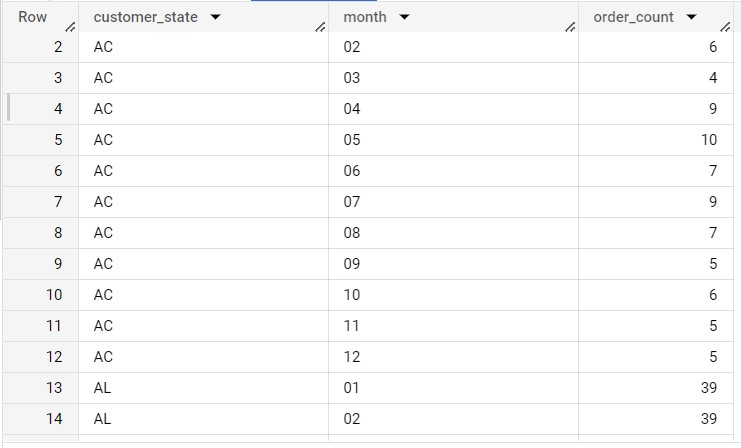 Row customer_state month order_count
2 AC 02 6
3 AC 03 4
4 AC 04 9
5 AC 05 10
6 AC 06 7
7 AC 07 9
8 AC 08 7
9 AC 09 5
10 AC 10 6
11 AC 11 5
12 AC 12 5
13 AL 01 39
14 AL 02 39